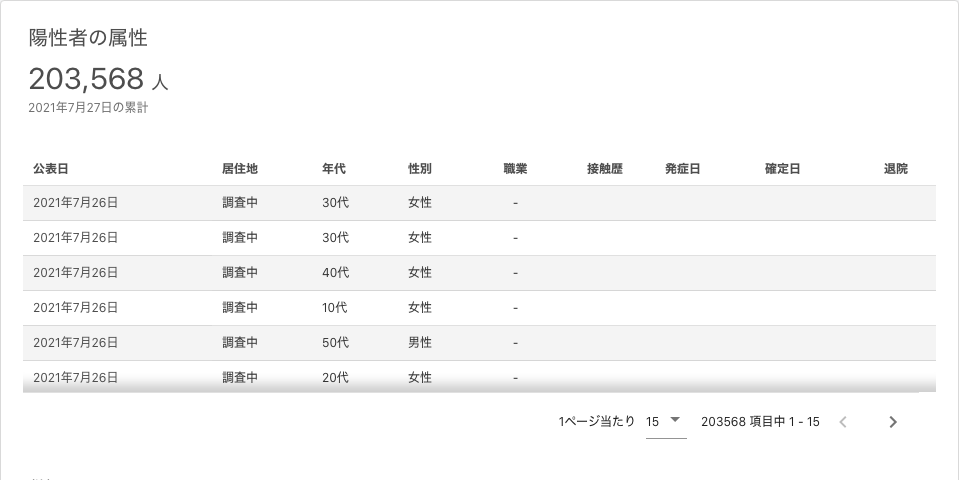 陽性者の属性
203,568 人
2021年7月27日の累計
公表日 居住地 年代 性別 職業 接触歴 発症日 確定日 退院
2021年7月26日 調査中 30代 女性 -
2021年7月26日 調査中 30代 女性 -
2021年7月26日 調査中 40代 女性 -
2021年7月26日 調査中 10代 女性 -
2021年7月26日 調査中 50代 男性 -
2021年7月26日 調査中 20代 女性 -
1ページ当たり 15 203568 項目中 1 - 15